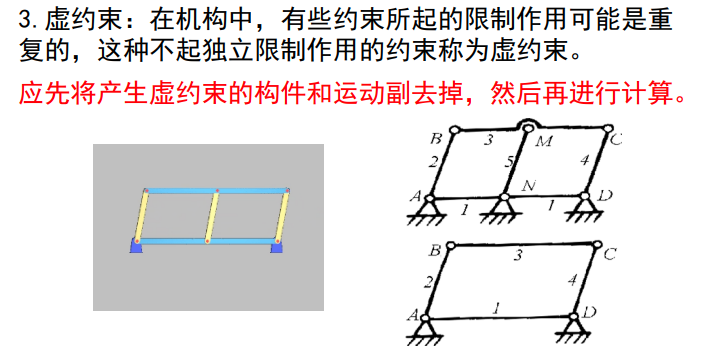 3.虚约束：在机构中，有些约束所起的限制作用可能是重
复的，这种不起独立限制作用的约束称为虚约束。
应先将产生虚约束的构件和运动副去掉，然后再进行计算。
B 3 M C
2 5 4
A N D
1 1
B 3 C
2 4
A 1 D